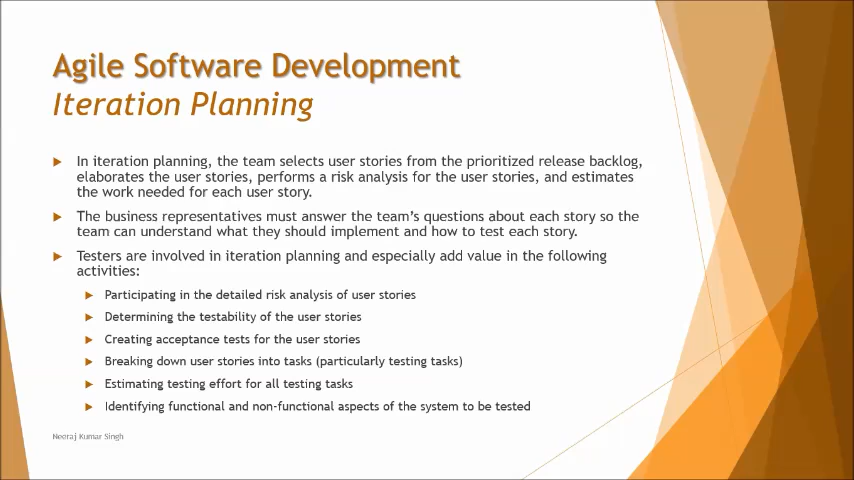 Agile Software Development
Iteration Planning
In iteration planning, the team selects user stories from the prioritized release backlog,
elaborates the user stories, performs a risk analysis for the user stories, and estimates
the work needed for each user story.
The business representatives must answer the team's questions about each story so the
team can understand what they should implement and how to test each story.
Testers are involved in iteration planning and especially add value in the following
activities:
Participating in the detailed risk analysis of user stories
Determining the testability of the user stories
Creating acceptance tests for the user stories
Breaking down user stories into tasks (particularly testing tasks)
Estimating testing effort for all testing tasks
Identifying functional and non-functional aspects of the system to be tested
Neeraj Kumar Singh